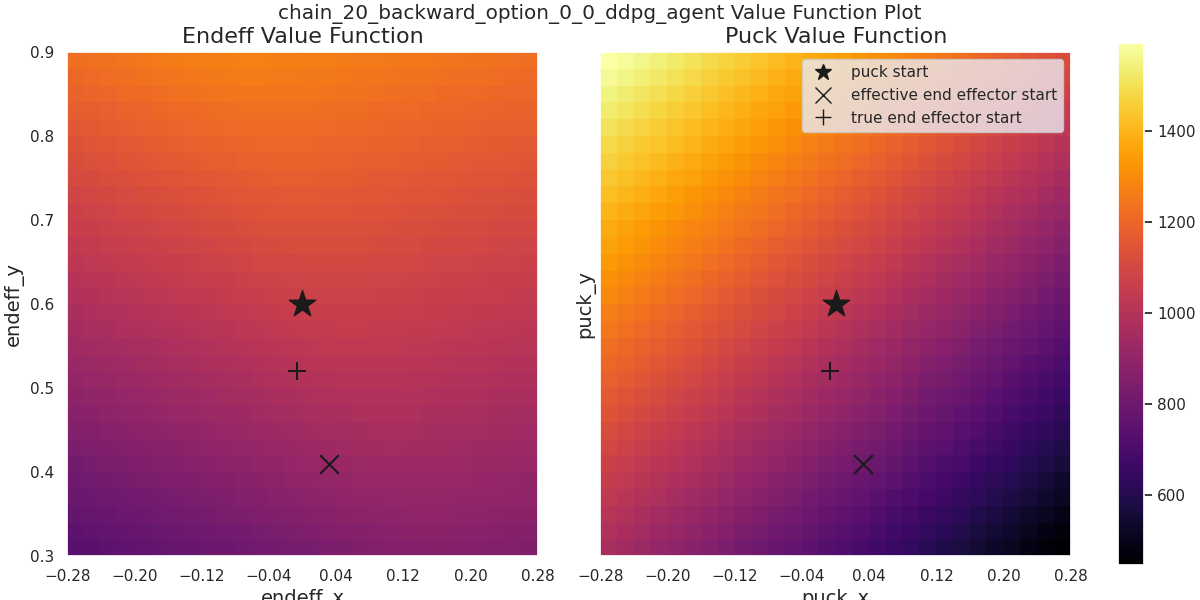 chain_20_backward_option_0_0_ddpg_agent Value Function Plot
Endeff Value Function
Puck Value Function
endeff_y
0.9
0.8
0.7
0.6
0.5
0.4
0.3
−0.28 −0.20 −0.12 −0.04 0.04 0.12 0.20 0.28
endeff_x
puck_y
puck start
effective end effector start
true end effector start
−0.28 −0.20 −0.12 −0.04 0.04 0.12 0.20 0.28
puck_x
1400
1200
1000
800
600